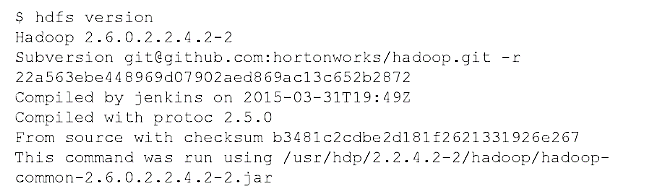 $ hdfs version
Hadoop 2.6.0.2.2.4.2-2
Subversion git@github.com:hortonworks/hadoop.git -r
22a563ebe448969d07902aed869ac13c652b2872
Compiled by jenkins on 2015-03-31T19:49Z
Compiled with protoc 2.5.0
From source with checksum b3481c2cdbe2d181f2621331926e267
This command was run using /usr/hdp/2.2.4.2-2/hadoop/hadoop-
common-2.6.0.2.2.4.2-2.jar